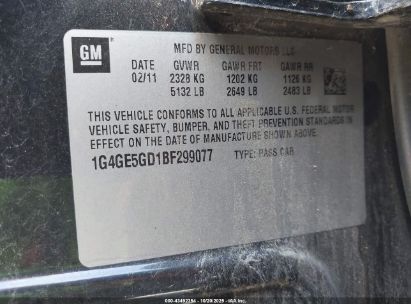 GM
MFD BY GENERAL MOTORS LLC
DATE GVWR GAWR FRT GAWR RR
02/11 2328 KG 1202 KG 1126 KG
5132 LB 2649 LB 2483 LB
THIS VEHICLE CONFORMS TO ALL APPLICABLE U.S. FEDERAL MOTOR
VEHICLE SAFETY, BUMPER, AND THEFT PREVENTION STANDARDS IN
EFFECT ON THE DATE OF MANUFACTURE SHOWN ABOVE.
1G4GE5GD1BF299077 TYPE: PASS CAR